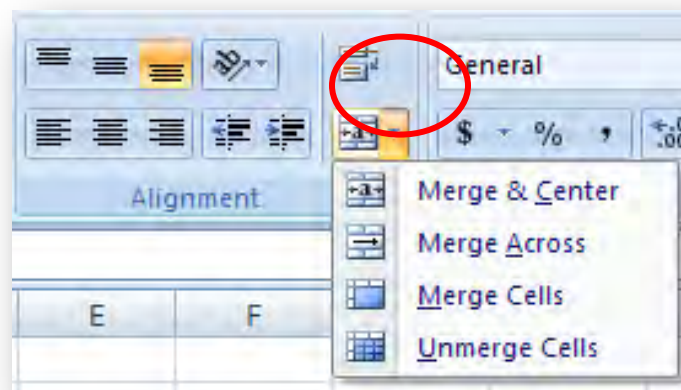 General
$ % ,
Alignment
Merge & Center
Merge Across
Merge Cells
Unmerge Cells
E F